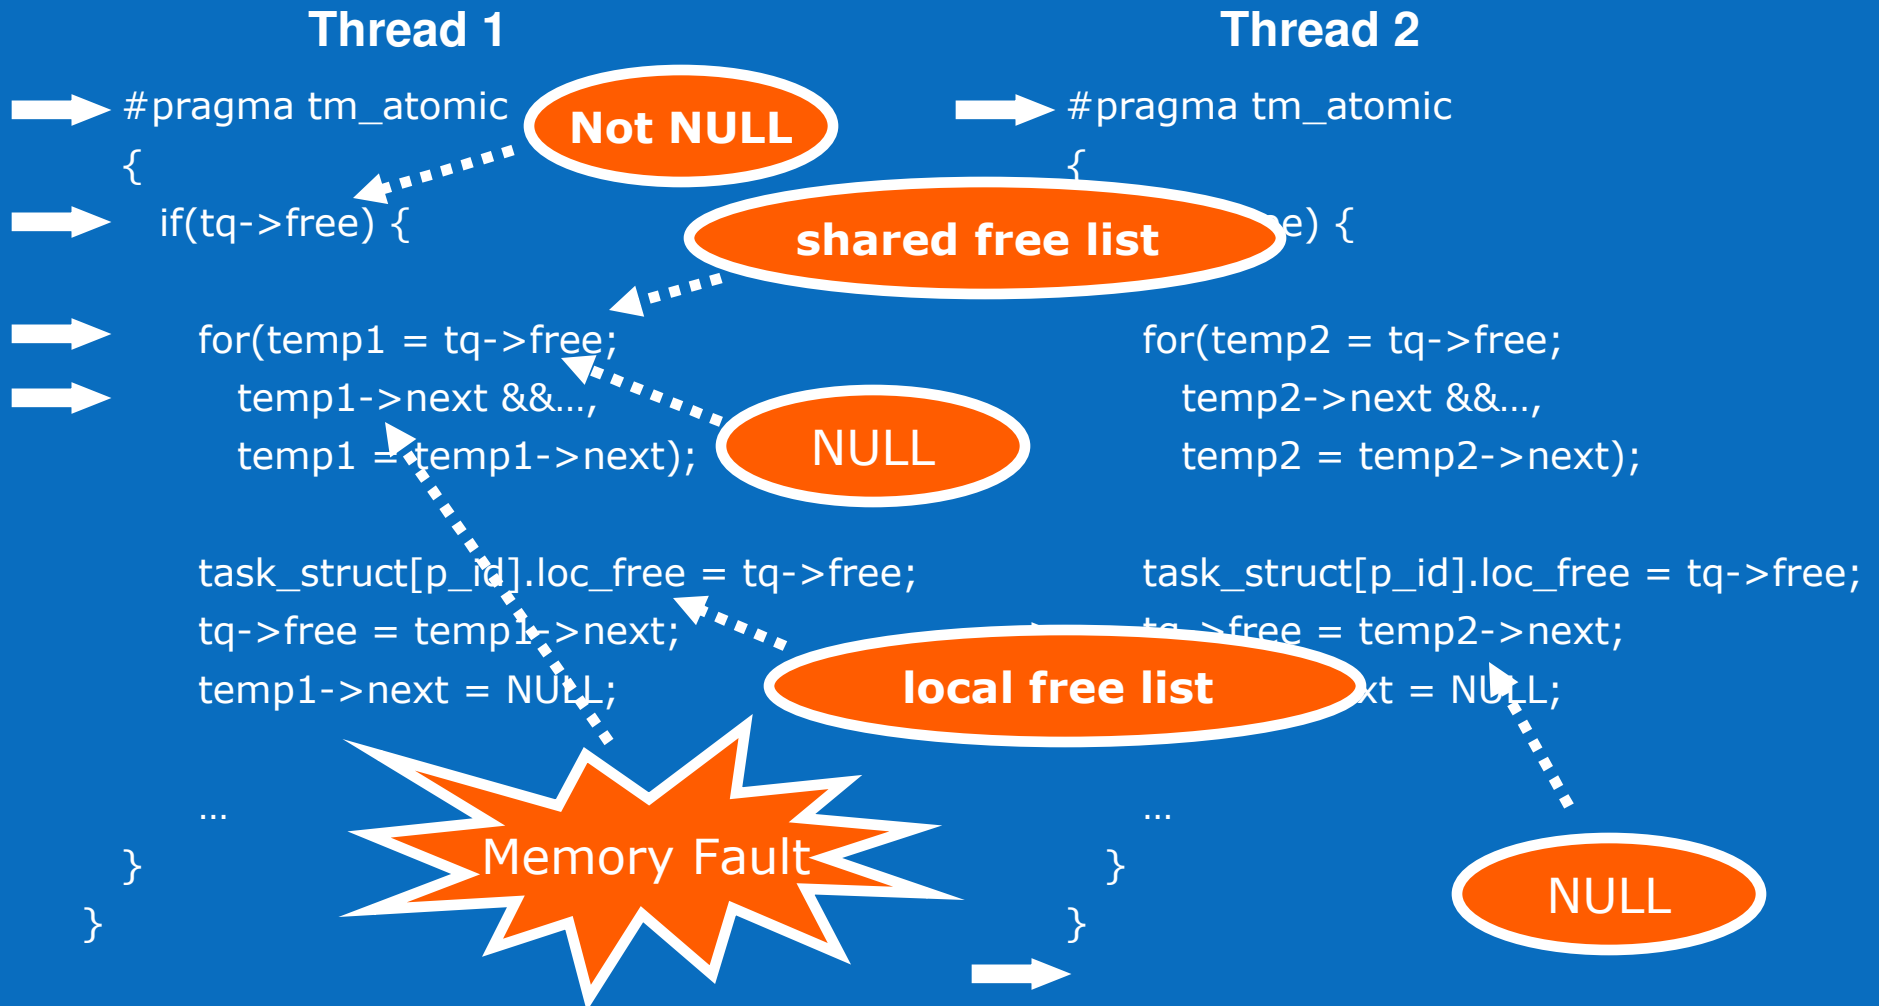 Thread 1
#pragma tm_atomic
{
if(tq->free) {
for(temp1 = tq->free;
temp1->next &&...,
temp1 = temp1->next);
task_struct[p_id].loc_free = tq->free;
tq->free = temp1->next;
temp1->next = NULL;
...
}
}
Not NULL
shared free list
NULL
local free list
Memory Fault
Thread 2
#pragma tm_atomic
{
e) {
for(temp2 = tq->free;
temp2->next &&...,
temp2 = temp2->next);
task_struct[p_id].loc_free = tq->free;
tq->free = temp2->next;
xt = NULL;
...
}
}
NULL